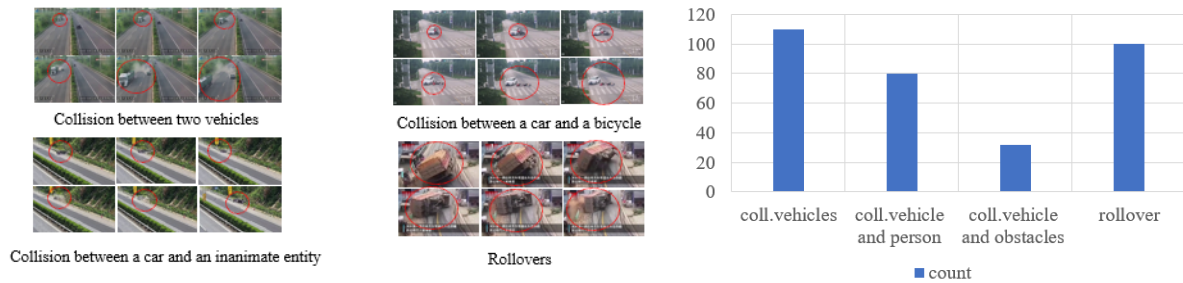 Collision between two vehicles
Collision between a car and an inanimate entity
Collision between a car and a bicycle
Rollovers
120
100
80
60
40
20
0
coll.vehicles
coll.vehicle
and person
coll.vehicle
and obstacles
rollover
count